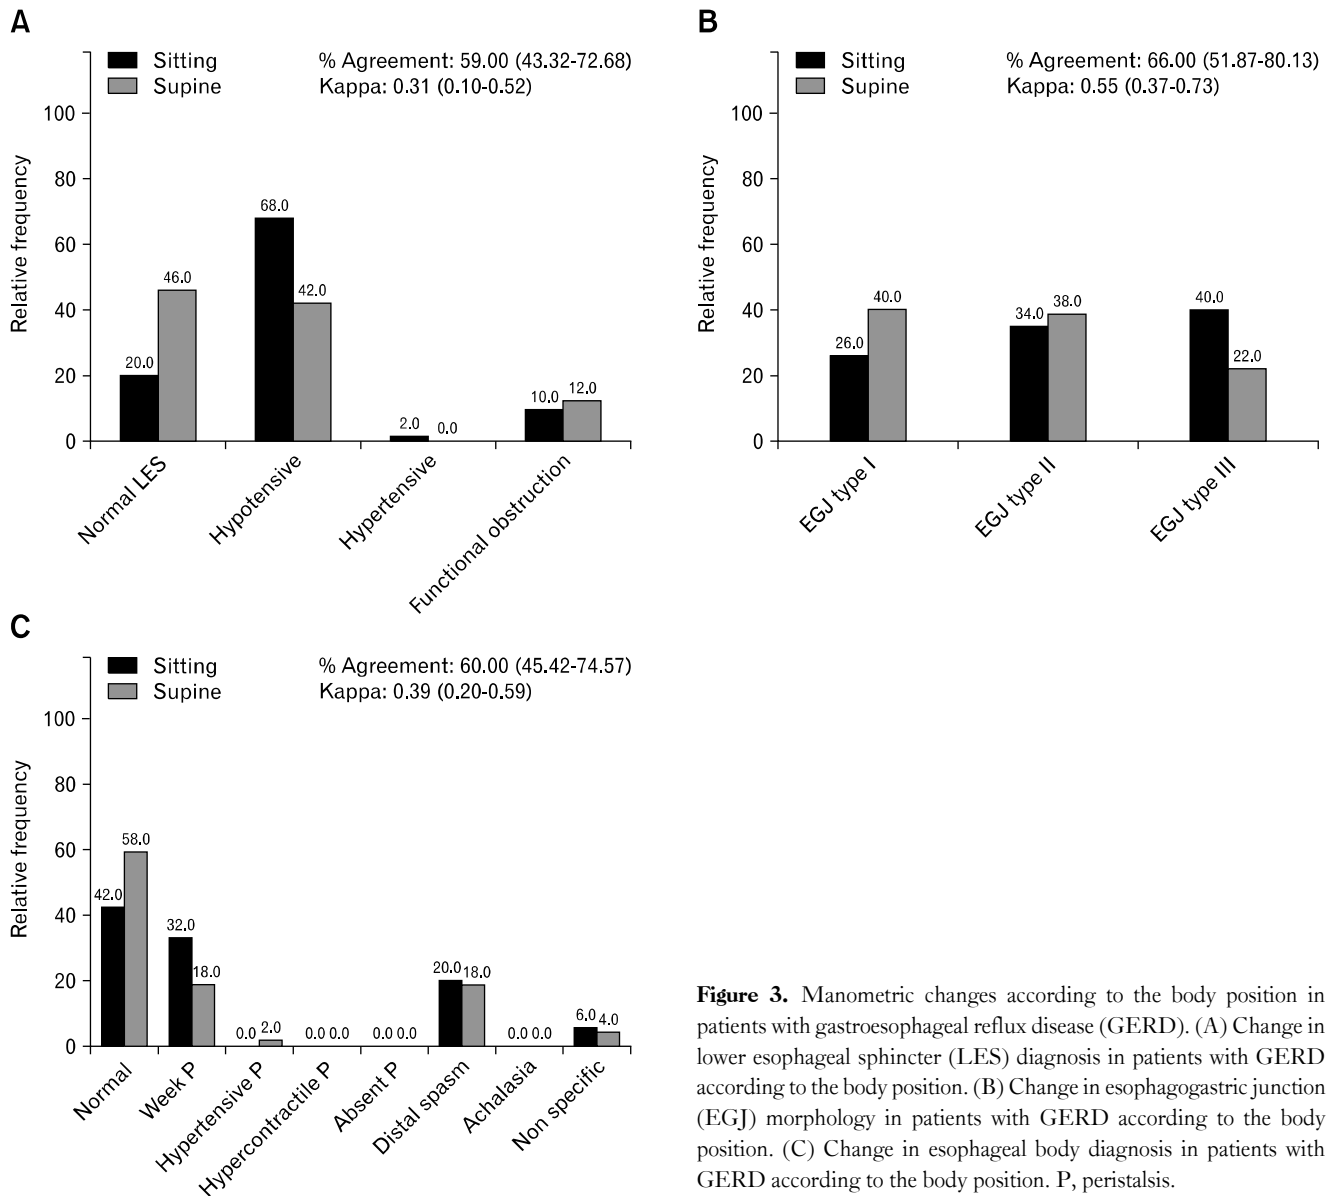 A
Sitting
Supine
% Agreement: 59.00 (43.32-72.68)
Kappa: 0.31 (0.10-0.52)
Relative frequency
100
80
60
40
20
0
20.0
46.0
68.0
42.0
2.0
0.0
10.0
12.0
Normal LES
Hypotensive
Hypertensive
Functional obstruction
B
Sitting
Supine
% Agreement: 66.00 (51.87-80.13)
Kappa: 0.55 (0.37-0.73)
Relative frequency
100
80
60
40
20
0
26.0
40.0
34.0
38.0
40.0
22.0
EGJ type I
EGJ type II
EGJ type III
C
Sitting
Supine
% Agreement: 60.00 (45.42-74.57)
Kappa: 0.39 (0.20-0.59)
Relative frequency
100
80
60
40
20
0
42.0
58.0
32.0
18.0
0.0
2.0
0.0
0.0
0.0
0.0
20.0
18.0
0.0
0.0
6.0
4.0
Normal
Week P
Hypertensive P
Hypercontractile P
Absent P
Distal spasm
Achalasia
Non specific
Figure 3. Manometric changes according to the body position in
patients with gastroesophageal reflux disease (GERD). (A) Change in
lower esophageal sphincter (LES) diagnosis in patients with GERD
according to the body position. (B) Change in esophagogastric junction
(EGJ) morphology in patients with GERD according to the body
position. (C) Change in esophageal body diagnosis in patients with
GERD according to the body position. P, peristalsis.